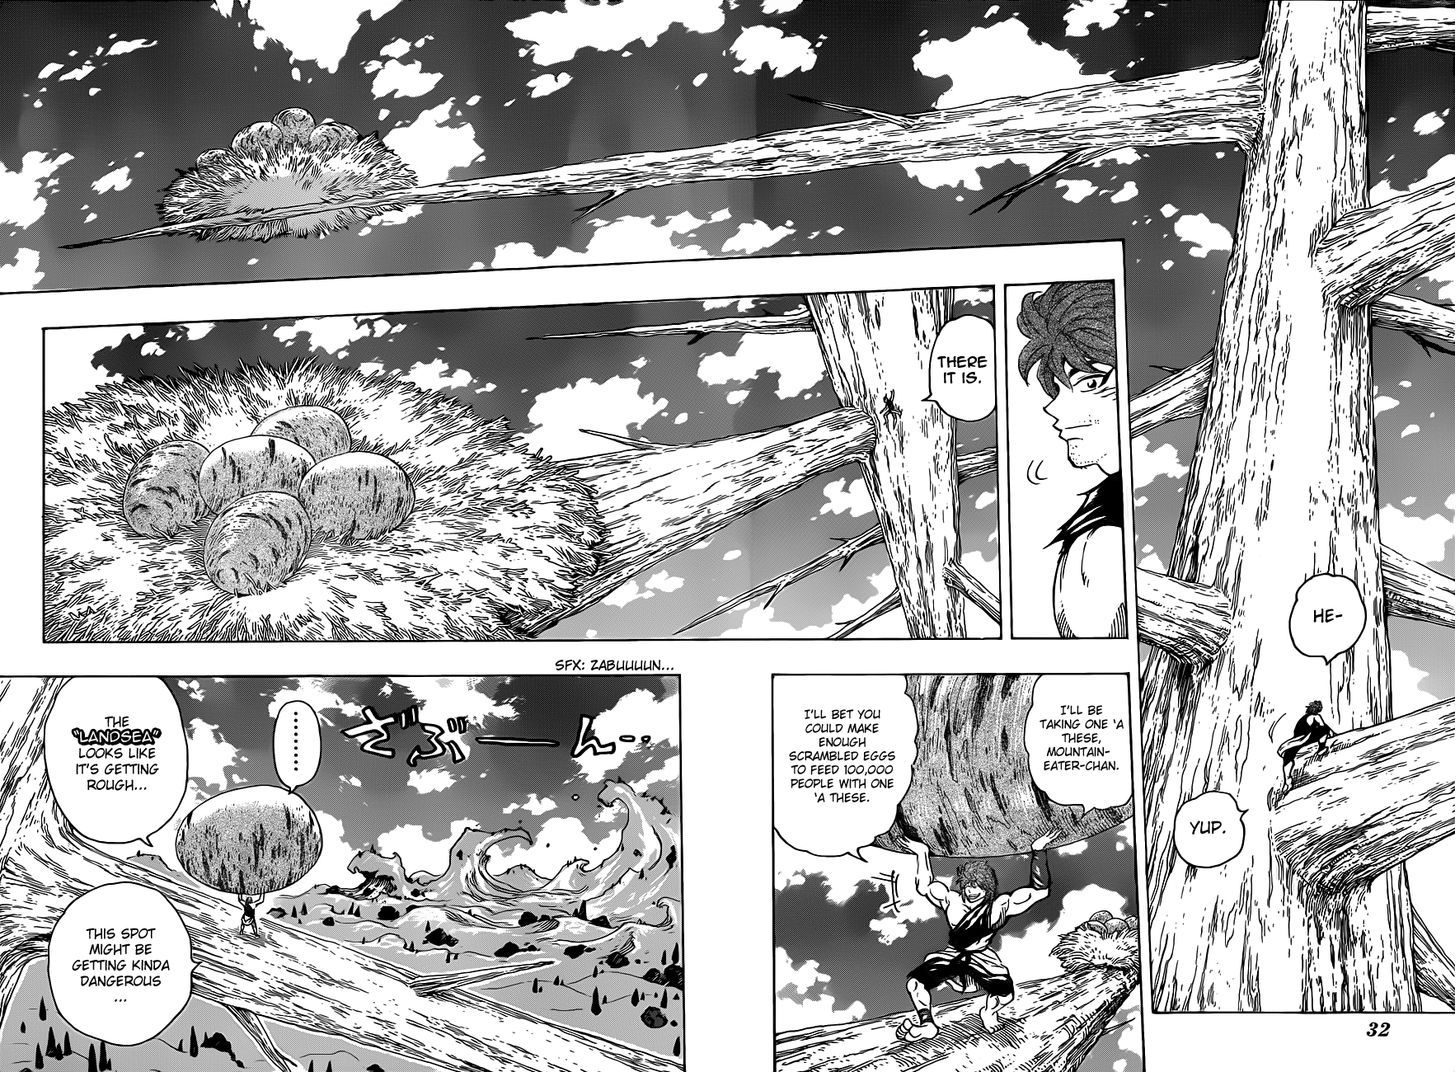 HE-
YUP.
THERE
IT IS.
I'LL BE
TAKING ONE 'A
THESE,
MOUNTAIN-
EATER-CHAN.
I'LL BET YOU
COULD MAKE
ENOUGH
SCRAMBLED EGGS
TO FEED 100,000
PEOPLE WITH ONE
'A THESE.
SFX: ZABUUUUN...
ざぶーん…
.........
THE
"LANDSEA"
LOOKS LIKE
IT'S GETTING
ROUGH...
THIS SPOT
MIGHT BE
GETTING KINDA
DANGEROUS
...
32